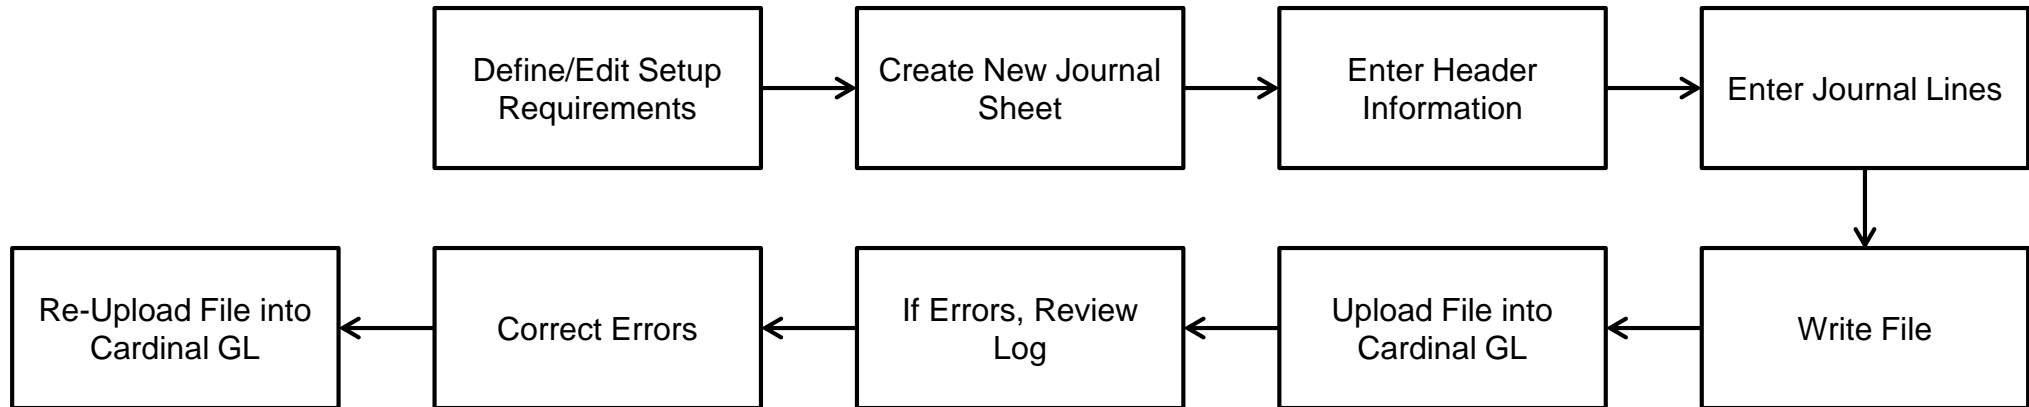 Define/Edit Setup
Requirements
Create New Journal
Sheet
Enter Header
Information
Enter Journal Lines
Write File
Upload File into
Cardinal GL
If Errors, Review
Log
Correct Errors
Re-Upload File into
Cardinal GL